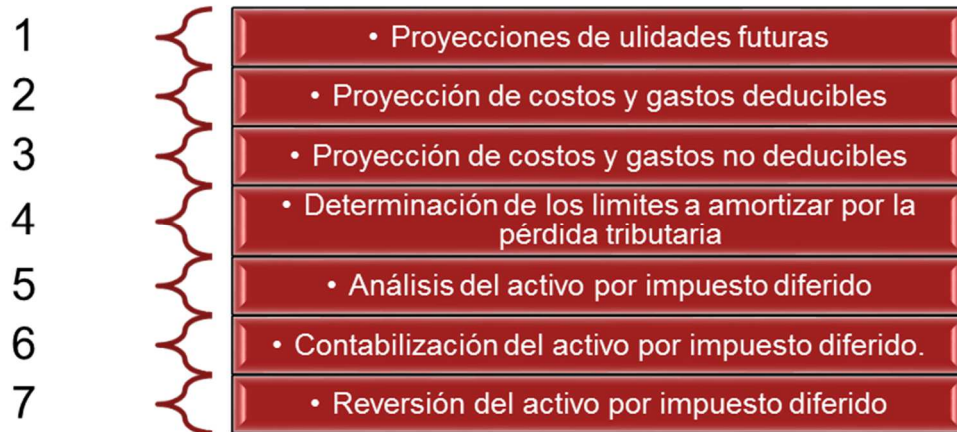 1
• Proyecciones de ulidades futuras
2
• Proyección de costos y gastos deducibles
3
• Proyección de costos y gastos no deducibles
4
• Determinación de los limites a amortizar por la
pérdida tributaria
5
• Análisis del activo por impuesto diferido
6
• Contabilización del activo por impuesto diferido.
7
• Reversión del activo por impuesto diferido